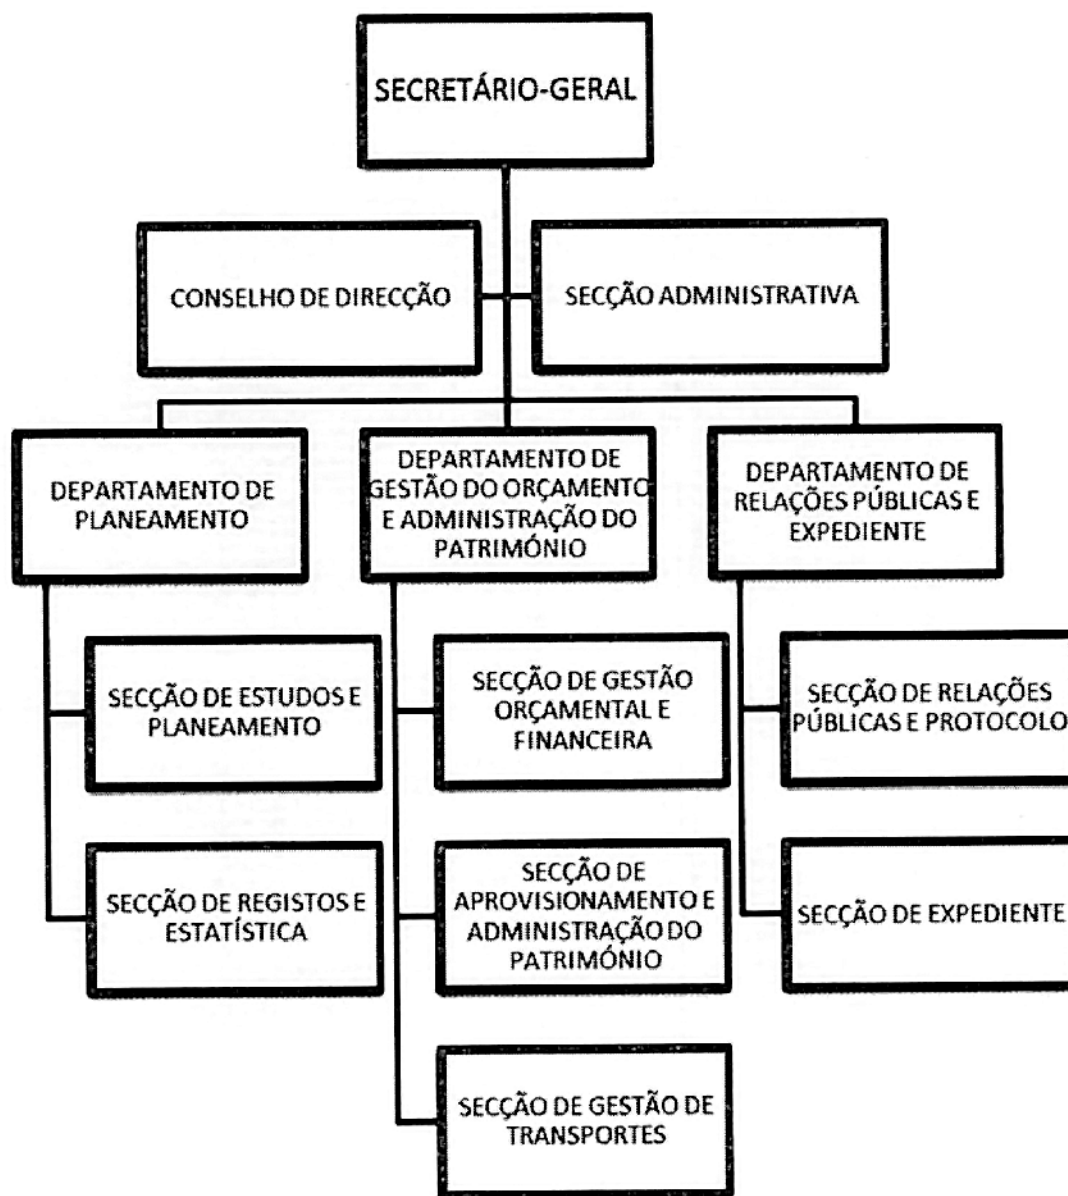 SECRETÁRIO-GERAL
CONSELHO DE DIRECÇÃO
SECÇÃO ADMINISTRATIVA
DEPARTAMENTO DE
PLANEAMENTO
DEPARTAMENTO DE
GESTÃO DO ORÇAMENTO
E ADMINISTRAÇÃO DO
PATRIMÓNIO
DEPARTAMENTO DE
RELAÇÕES PÚBLICAS E
EXPEDIENTE
SECÇÃO DE ESTUDOS E
PLANEAMENTO
SECÇÃO DE GESTÃO
ORÇAMENTAL E
FINANCEIRA
SECÇÃO DE RELAÇÕES
PÚBLICAS E PROTOCOLO
SECÇÃO DE REGISTOS E
ESTATÍSTICA
SECÇÃO DE
APROVISIONAMENTO E
ADMINISTRAÇÃO DO
PATRIMÓNIO
SECÇÃO DE EXPEDIENTE
SECÇÃO DE GESTÃO DE
TRANSPORTES